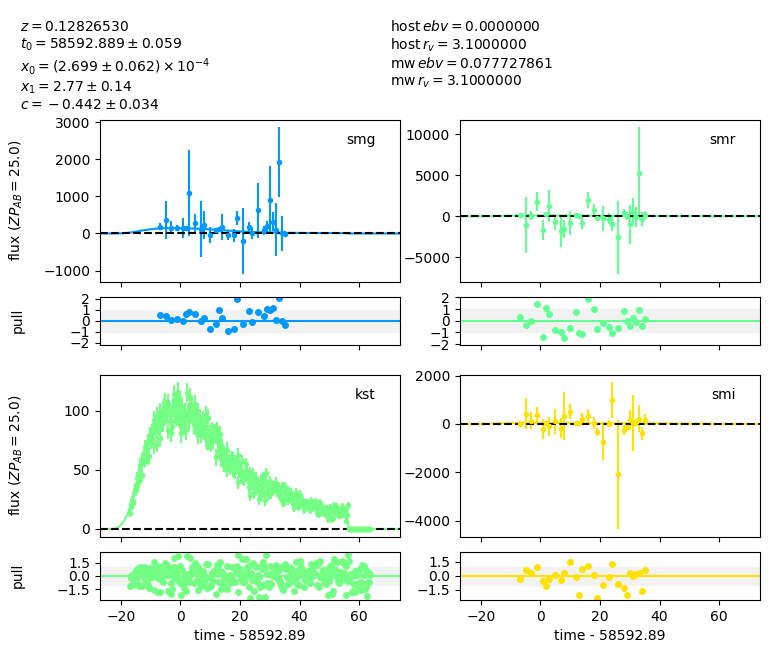 z = 0.12826530
t₀ = 58592.889 ± 0.059
x₀ = (2.699 ± 0.062) × 10⁻⁴
x₁ = 2.77 ± 0.14
c = −0.442 ± 0.034
host ebv = 0.0000000
host r_v = 3.1000000
mw ebv = 0.077727861
mw r_v = 3.1000000
flux (ZP_AB = 25.0)
3000
2000
1000
0
−1000
smg
10000
5000
0
−5000
smr
pull
2
1
0
−1
−2
2
1
0
−1
−2
flux (ZP_AB = 25.0)
100
50
0
kst
2000
0
−2000
−4000
smi
pull
1.5
0.0
−1.5
1.5
0.0
−1.5
−20 0 20 40 60
−20 0 20 40 60
time - 58592.89
time - 58592.89